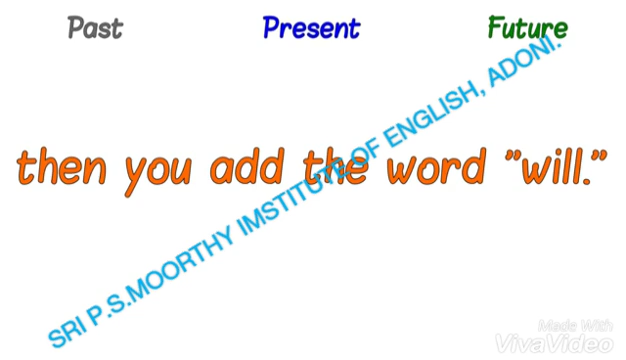 Past Present Future
then you add the word "will."
SRI P.S.MOORTHY IMSTITUTE OF ENGLISH, ADONI.
Made With
VivaVideo